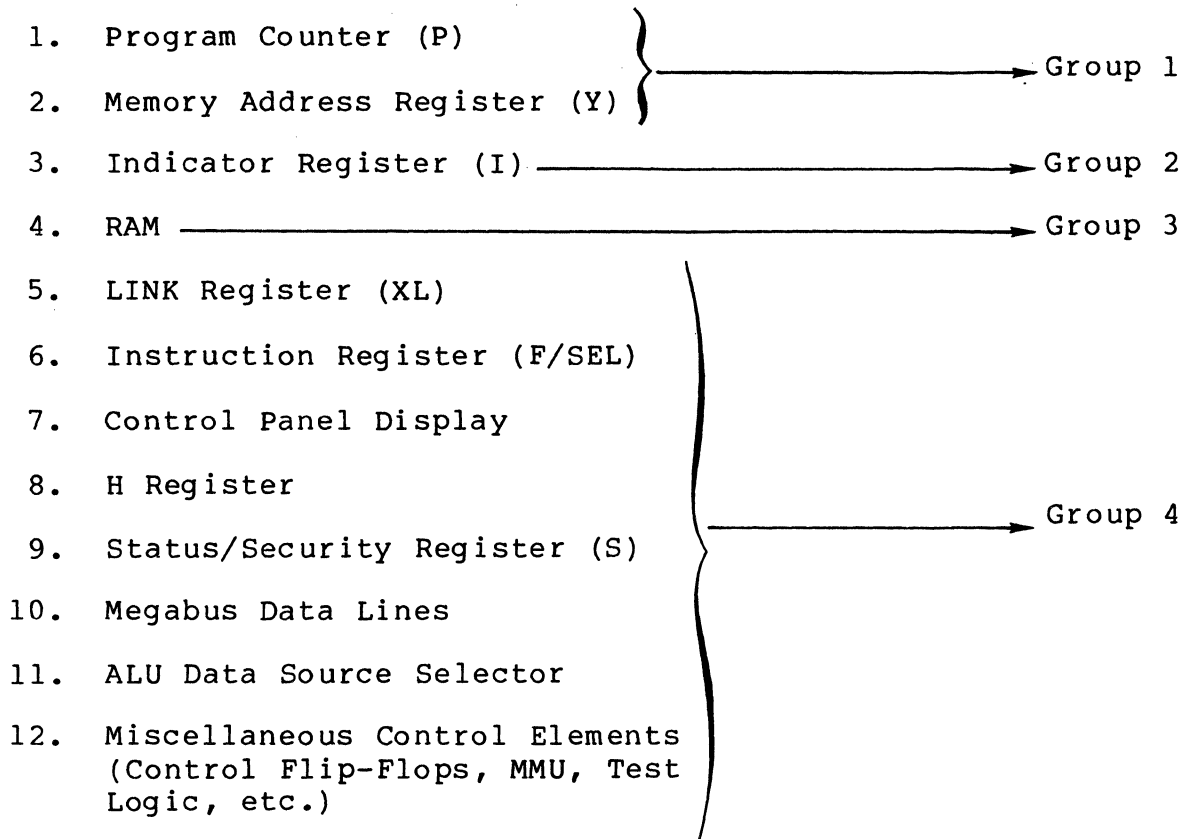 1. Program Counter (P)
Group 1
2. Memory Address Register (Y)
3. Indicator Register (I) Group 2
4. RAM Group 3
5. LINK Register (XL)
6. Instruction Register (F/SEL)
7. Control Panel Display
8. H Register
Group 4
9. Status/Security Register (S)
10. Megabus Data Lines
11. ALU Data Source Selector
12. Miscellaneous Control Elements
(Control Flip-Flops, MMU, Test
Logic, etc.)